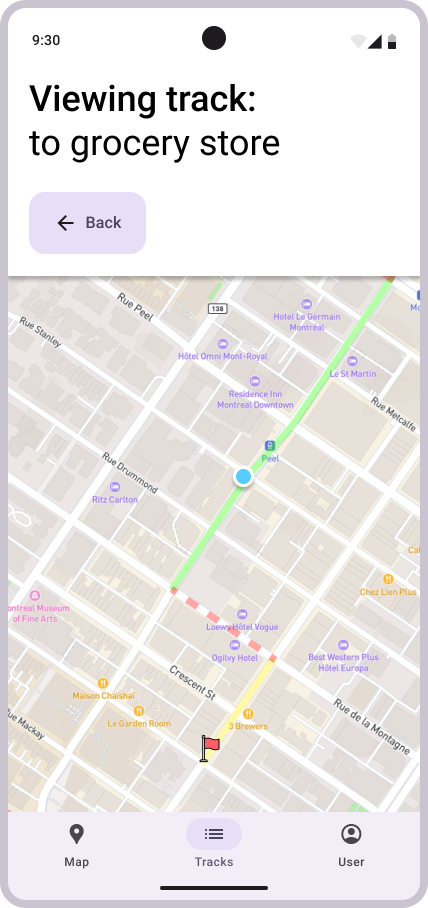 9:30
Viewing track:
to grocery store
Back
Rue Peel
138
Hotel Le Germain
Montréal
Rue Stanley
Hôtel Omni Mont-Royal
Le St Martin
Residence Inn
Montreal Downtown
Rue Metcalfe
Peel
Rue Drummond
Ritz Carlton
Chez Lien Plus
ontreal Museum
of Fine Arts
Loews Hôtel Vogue
Ogilvy Hotel
Best Western Plus
Hôtel Europa
Crescent St
Maison Chaïshaï
Le Garden Room
3 Brewers
Rue de la Montagne
Rue Mackay
Map
Tracks
User